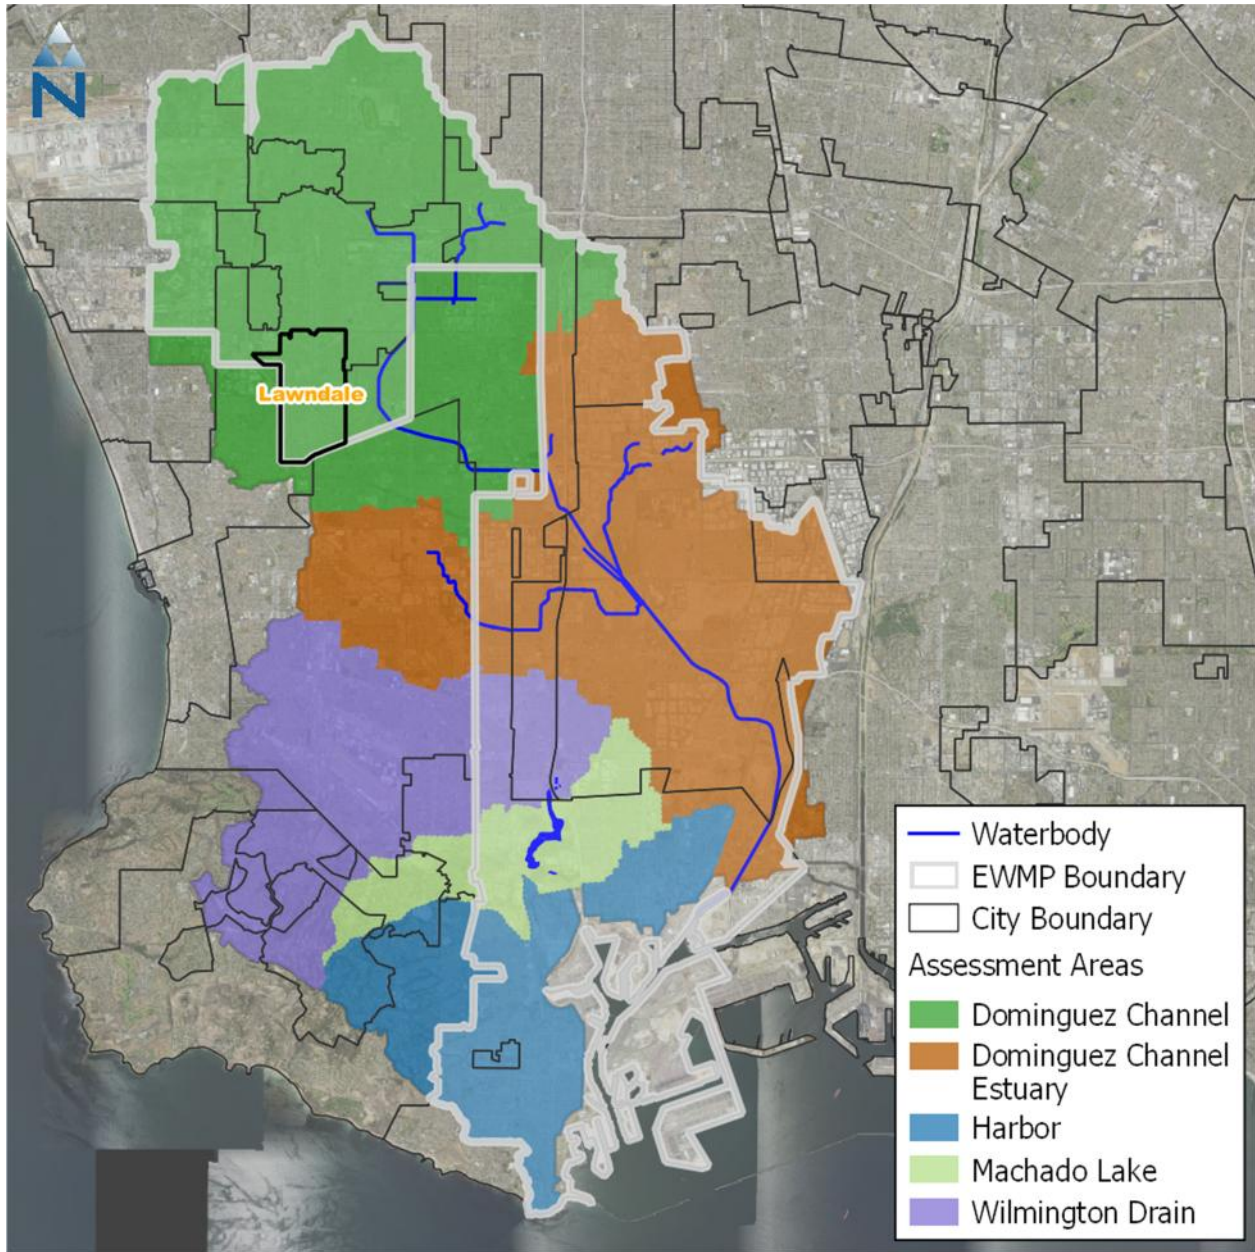 N
Lawndale
Waterbody
EWMP Boundary
City Boundary
Assessment Areas
Dominguez Channel
Dominguez Channel
Estuary
Harbor
Machado Lake
Wilmington Drain